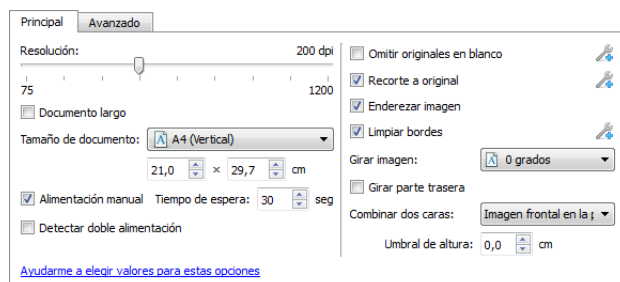 Principal Avanzado
Resolución: 200 dpi
75 1200
Documento largo
Tamaño de documento: A4 (Vertical)
21,0 × 29,7 cm
Alimentación manual Tiempo de espera: 30 seg
Detectar doble alimentación
Ayudarme a elegir valores para estas opciones
Omitir originales en blanco
Recorte a original
Enderezar imagen
Limpiar bordes
Girar imagen: 0 grados
Girar parte trasera
Combinar dos caras: Imagen frontal en la
Umbral de altura: 0,0 cm